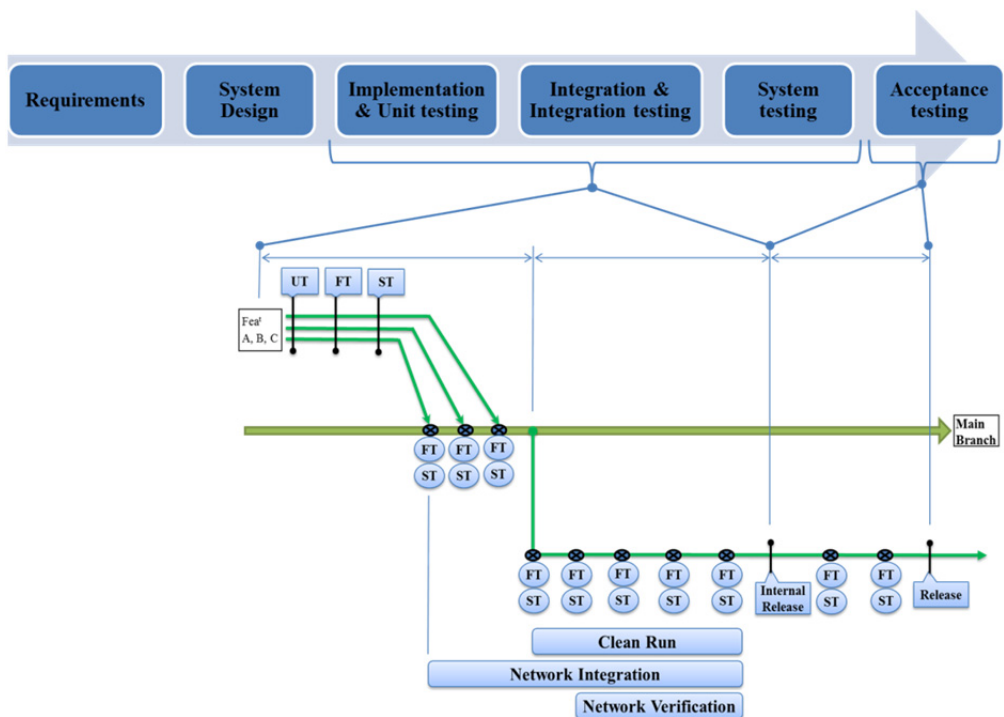 Requirements
System
Design
Implementation
& Unit testing
Integration &
Integration testing
System
testing
Acceptance
testing
UT
FT
ST
A, B, C
Main
Branch
FT
FT
FT
ST
ST
ST
FT
FT
FT
FT
FT
Internal
Release
FT
FT
Release
ST
ST
ST
ST
ST
ST
ST
Clean Run
Network Integration
Network Verification